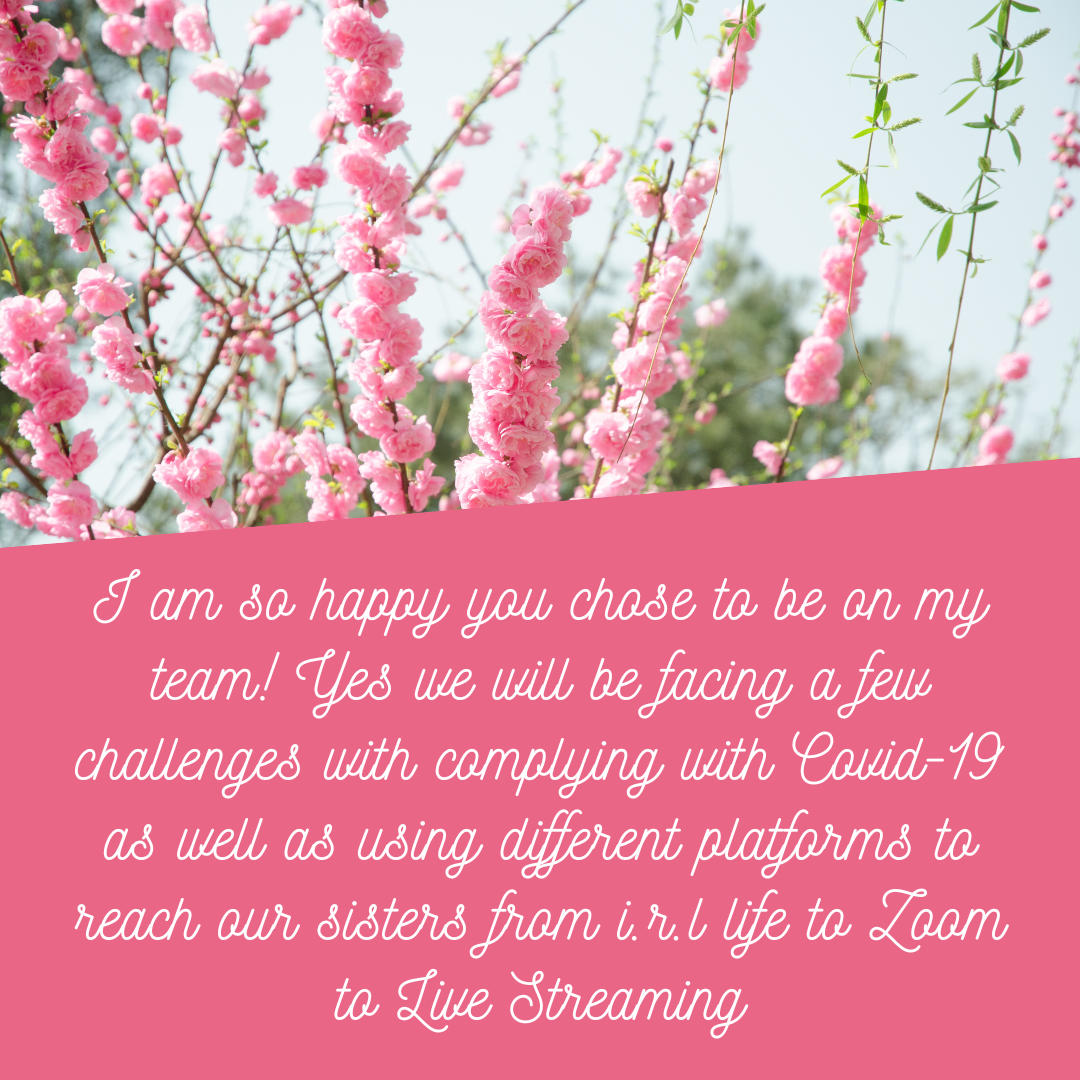 I am so happy you chose to be on my
team! Yes we will be facing a few
challenges with complying with Covid-19
as well as using different platforms to
reach our sisters from i.r.l life to Zoom
to Live Streaming